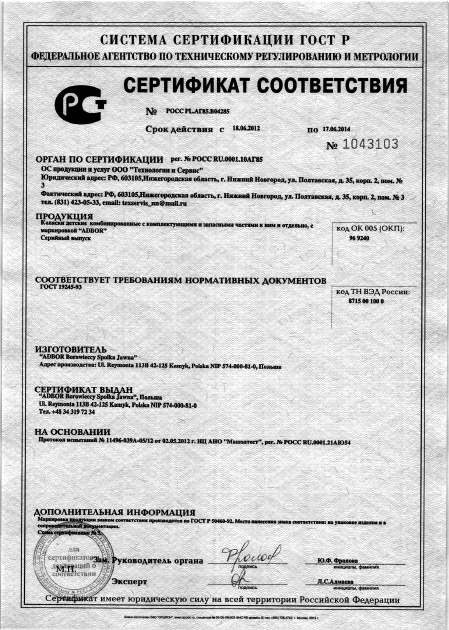 СИСТЕМА СЕРТИФИКАЦИИ ГОСТ Р
ФЕДЕРАЛЬНОЕ АГЕНТСТВО ПО ТЕХНИЧЕСКОМУ РЕГУЛИРОВАНИЮ И МЕТРОЛОГИИ
СЕРТИФИКАТ СООТВЕТСТВИЯ
№ РОСС PL.АГ85.В04285
Срок действия с 18.06.2012 по 17.06.2014
№ 1043103
ОРГАН ПО СЕРТИФИКАЦИИ рег. № РОСС RU.0001.10АГ85
ОС продукции и услуг ООО "Технологии и Сервис"
Юридический адрес: РФ, 603105,Нижегородская область, г. Нижний Новгород, ул. Полтавская, д. 35, корп. 2, пом. №
3
Фактический адрес: РФ, 603105,Нижегородская область, г. Нижний Новгород, ул. Полтавская, д. 35, корп. 2, пом. № 3
тел. (831) 423-05-33, email: texservis_nn@mail.ru
ПРОДУКЦИЯ
Коляски детские комбинированные с комплектующими и запасными частями к ним и отдельно, с
маркировкой "ADBOR"
Серийный выпуск
код ОК 005 (ОКП):
96 9240
СООТВЕТСТВУЕТ ТРЕБОВАНИЯМ НОРМАТИВНЫХ ДОКУМЕНТОВ
ГОСТ 19245-93
код ТН ВЭД России:
8715 00 100 0
ИЗГОТОВИТЕЛЬ
"ADBOR Borowieccy Spolka Jawna"
Адрес производства: Ul. Reymonta 113B 42-125 Kamyk, Polska NIP 574-000-81-0, Польша
СЕРТИФИКАТ ВЫДАН
"ADBOR Borowieccy Spolka Jawna", Польша
Ul. Reymonta 113B 42-125 Kamyk, Polska NIP 574-000-81-0
Тел. +48 34 319 72 34
НА ОСНОВАНИИ
Протокол испытаний № 11496-029А-05/12 от 02.05.2012 г. ИЦ АНО "Машматест", рег. № РОСС RU.0001.21АЮ54
ДОПОЛНИТЕЛЬНАЯ ИНФОРМАЦИЯ
Маркировка продукции знаком соответствия производится по ГОСТ Р 50460-92. Место нанесения знака соответствия: на упаковке изделия и в
сопроводительной документации.
Схема сертификации № 3.
для
сертификатов
соответствия
М.П.
Зам. Руководитель органа
подпись
Ю.Ф. Фролов
инициалы, фамилия
Эксперт
подпись
инициалы, фамилия
Сертификат имеет юридическую силу на всей территории Российской Федерации